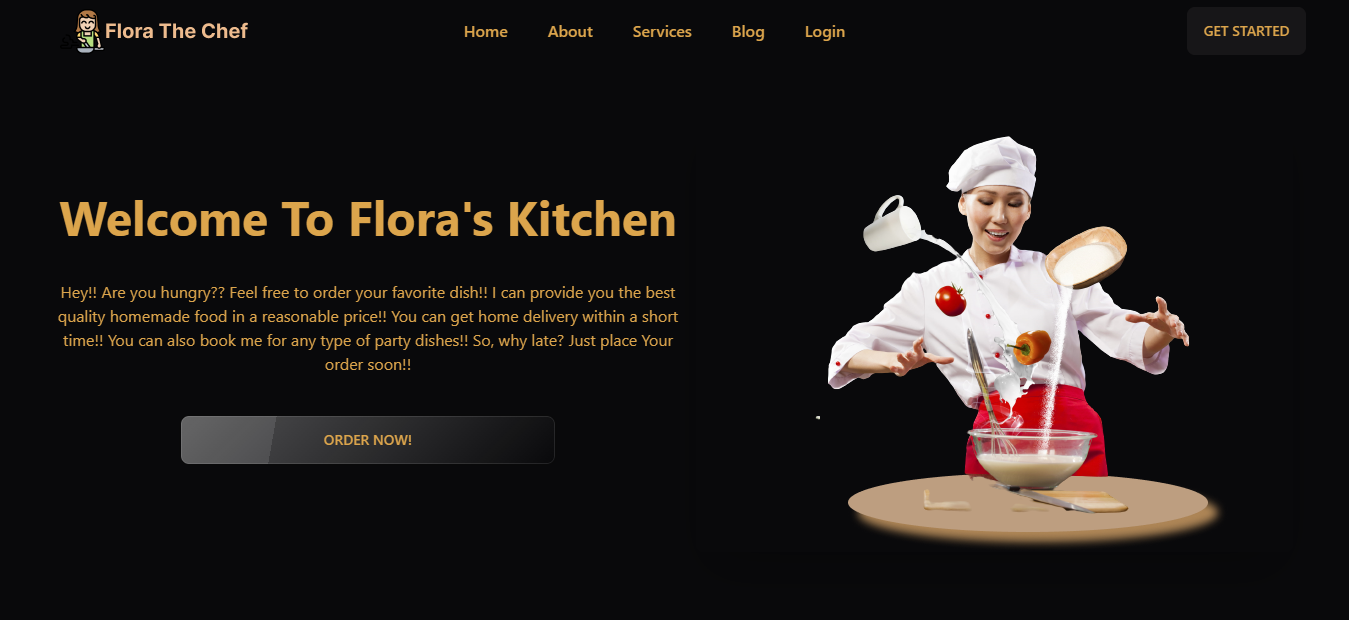 Flora The Chef
Home About Services Blog Login
GET STARTED
Welcome To Flora's Kitchen
Hey!! Are you hungry?? Feel free to order your favorite dish!! I can provide you the best
quality homemade food in a reasonable price!! You can get home delivery within a short
time!! You can also book me for any type of party dishes!! So, why late? Just place Your
order soon!!
ORDER NOW!